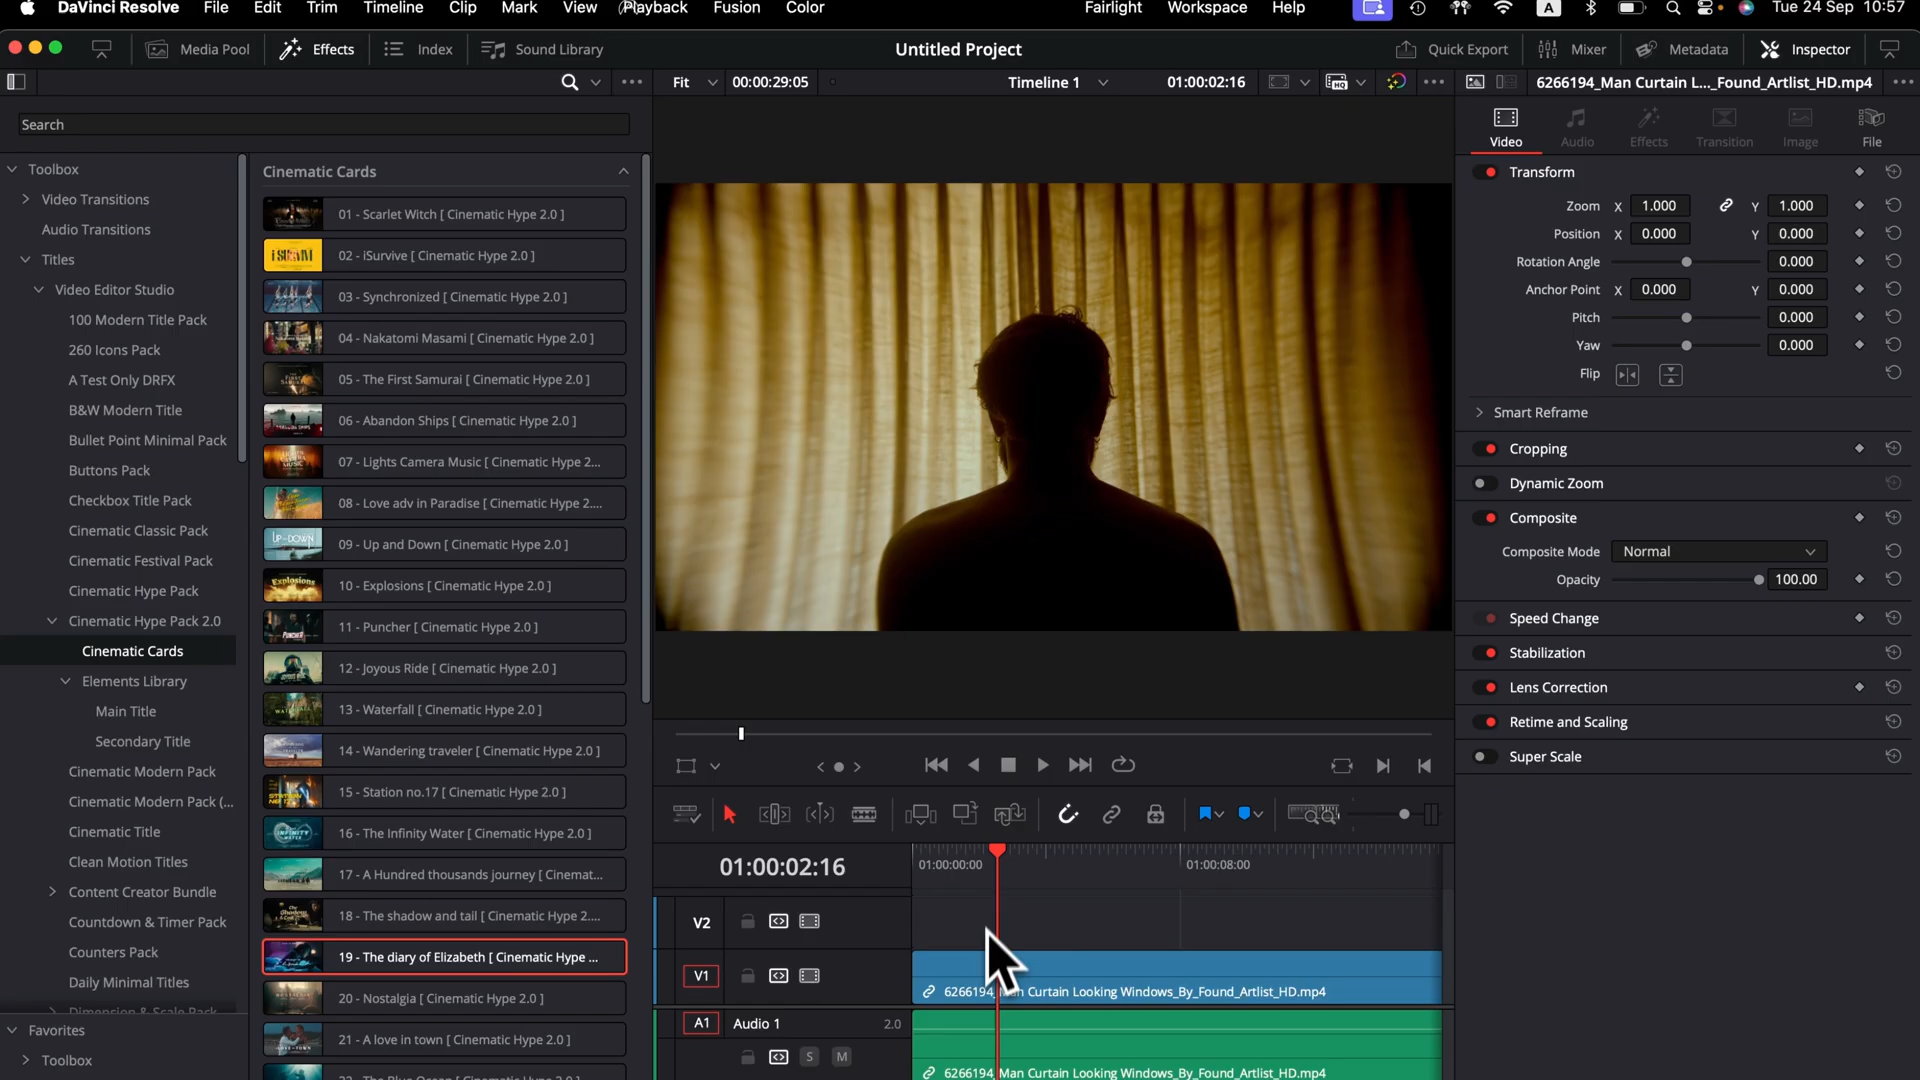 DaVinci Resolve File Edit Trim Timeline Clip Mark View Playback Fusion Color Fairlight Workspace Help A Tue 24 Sep 10:57
Media Pool Effects Index Sound Library Untitled Project Quick Export Mixer Metadata Inspector
Fit 00:00:29:05 Timeline 1 01:00:02:16 6266194_Man Curtain L..._Found_Artlist_HD.mp4
Search
Toolbox
Video Transitions
Audio Transitions
Titles
Video Editor Studio
100 Modern Title Pack
260 Icons Pack
A Test Only DRFX
B&W Modern Title
Bullet Point Minimal Pack
Buttons Pack
Checkbox Title Pack
Cinematic Classic Pack
Cinematic Festival Pack
Cinematic Hype Pack
Cinematic Hype Pack 2.0
Cinematic Cards
Elements Library
Main Title
Secondary Title
Cinematic Modern Pack
Cinematic Modern Pack (...
Cinematic Title
Clean Motion Titles
Content Creator Bundle
Countdown & Timer Pack
Counters Pack
Daily Minimal Titles
Dimension & Scale Pack
Favorites
Toolbox
Cinematic Cards
01 - Scarlet Witch [ Cinematic Hype 2.0 ]
02 - iSurvive [ Cinematic Hype 2.0 ]
03 - Synchronized [ Cinematic Hype 2.0 ]
04 - Nakatomi Masami [ Cinematic Hype 2.0 ]
05 - The First Samurai [ Cinematic Hype 2.0 ]
06 - Abandon Ships [ Cinematic Hype 2.0 ]
07 - Lights Camera Music [ Cinematic Hype 2...
08 - Love adv in Paradise [ Cinematic Hype 2....
09 - Up and Down [ Cinematic Hype 2.0 ]
10 - Explosions [ Cinematic Hype 2.0 ]
11 - Puncher [ Cinematic Hype 2.0 ]
12 - Joyous Ride [ Cinematic Hype 2.0 ]
13 - Waterfall [ Cinematic Hype 2.0 ]
14 - Wandering traveler [ Cinematic Hype 2.0 ]
15 - Station no.17 [ Cinematic Hype 2.0 ]
16 - The Infinity Water [ Cinematic Hype 2.0 ]
17 - A Hundred thousands journey [ Cinemat...
18 - The shadow and tail [ Cinematic Hype 2....
19 - The diary of Elizabeth [ Cinematic Hype ...
20 - Nostalgia [ Cinematic Hype 2.0 ]
21 - A love in town [ Cinematic Hype 2.0 ]
Video Audio Effects Transition Image File
Transform
Zoom X 1.000 Y 1.000
Position X 0.000 Y 0.000
Rotation Angle 0.000
Anchor Point X 0.000 Y 0.000
Pitch 0.000
Yaw 0.000
Flip
Smart Reframe
Cropping
Dynamic Zoom
Composite
Composite Mode Normal
Opacity 100.00
Speed Change
Stabilization
Lens Correction
Retime and Scaling
Super Scale
01:00:02:16 01:00:00:00 01:00:08:00
V2
V1
6266194_Man Curtain Looking Windows_By_Found_Artlist_HD.mp4
A1 Audio 1 2.0
S M
6266194_Man Curtain Looking Windows_By_Found_Artlist_HD.mp4